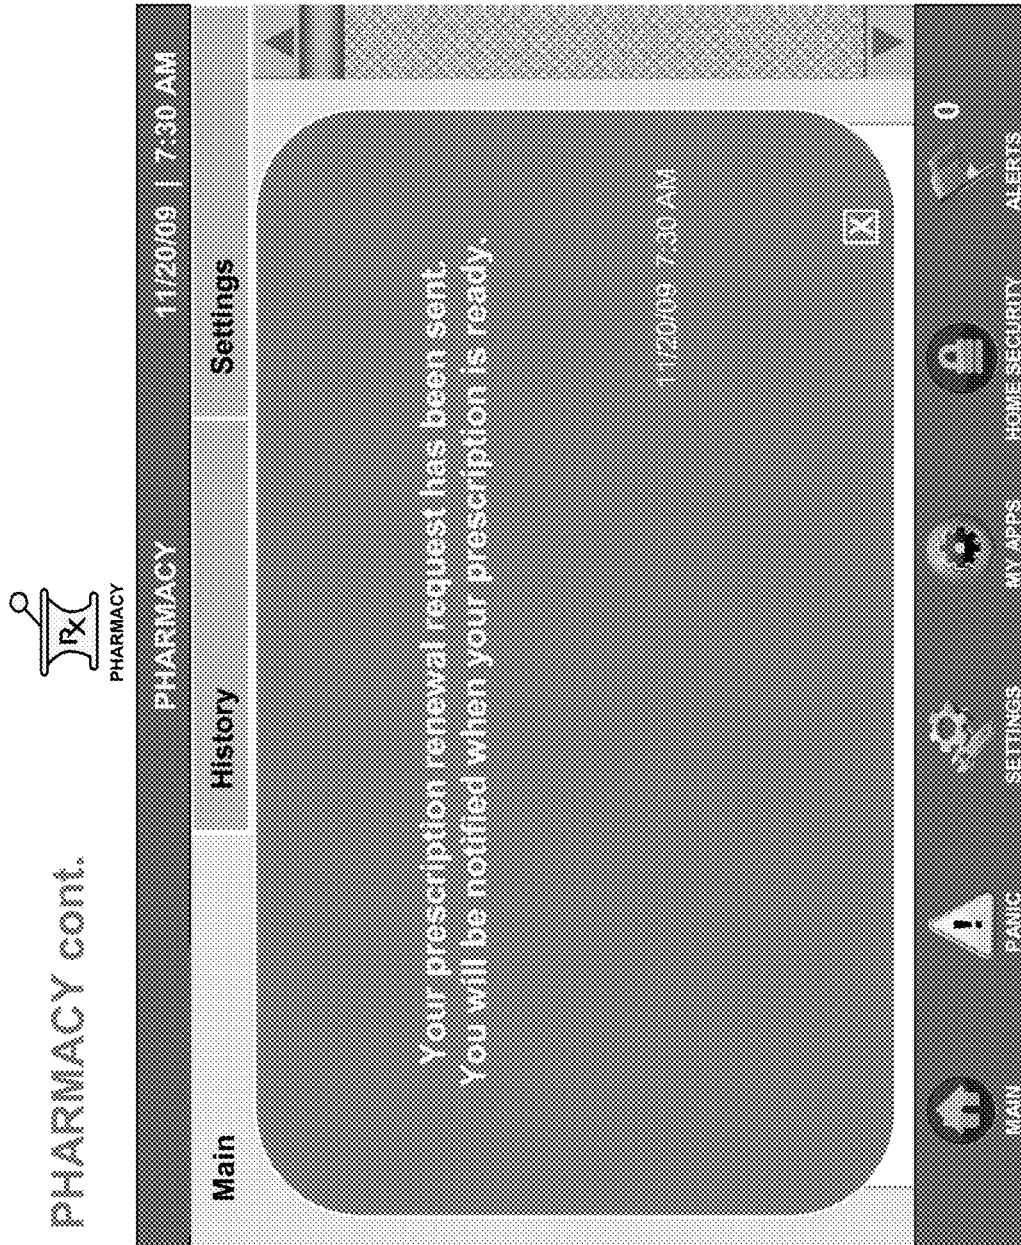 PHARMACY cont.
Rx
PHARMACY
PHARMACY 11/20/09 | 7:30 AM
Main History Settings
Your prescription renewal request has been sent.
You will be notified when your prescription is ready.
11/20/09 7:30 AM
X
0
MAIN PANIC SETTINGS MY APPS HOME SECURITY ALERTS